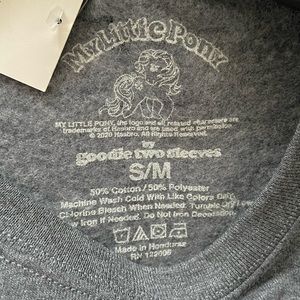 My Little Pony
MY LITTLE PONY, the logo and all related characters are
trademarks of Hasbro and are used with permission.
© 2020 Hasbro. All Rights Reserved.
by
goodie two sleeves
S/M
50% Cotton / 50% Polyester
Machine Wash Cold With Like Colors Only.
Chlorine Bleach When Needed. Tumble Dry Low.
Iron If Needed. Do Not Iron Decoration.
Made in Honduras
RN 122096